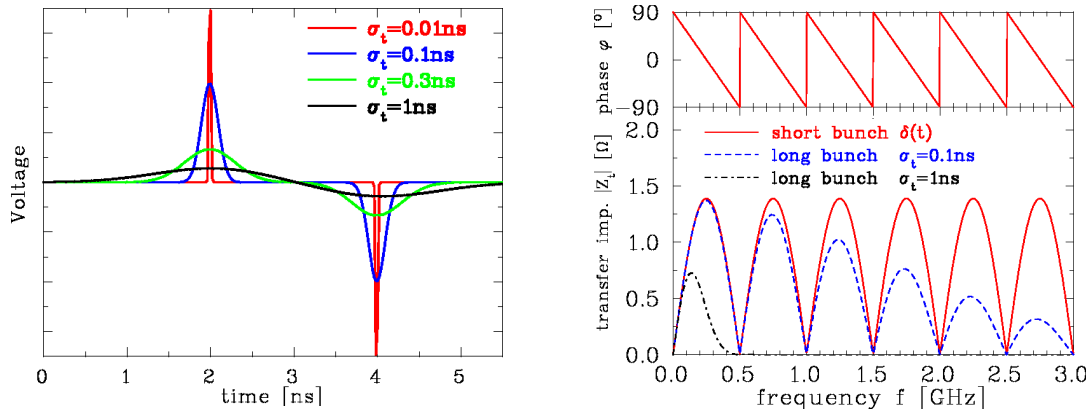 σt=0.01ns
σt=0.1ns
σt=0.3ns
σt=1ns
Voltage
0 1 2 3 4 5
time [ns]
90
0
−90
phase φ [º]
2.0
1.5
1.0
0.5
0.0
transfer imp. |Zt| [Ω]
short bunch δ(t)
long bunch σt=0.1ns
long bunch σt=1ns
0.0 0.5 1.0 1.5 2.0 2.5 3.0
frequency f [GHz]